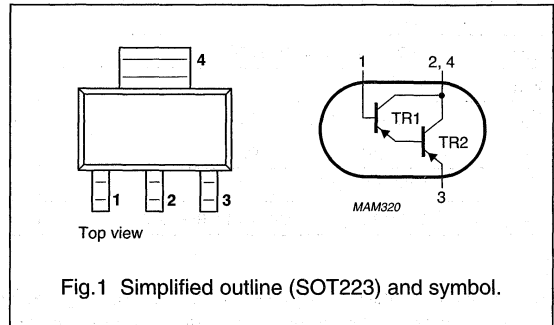 4
1 2 3
Top view
1 2, 4
TR1
TR2
3
MAM320
Fig.1 Simplified outline (SOT223) and symbol.